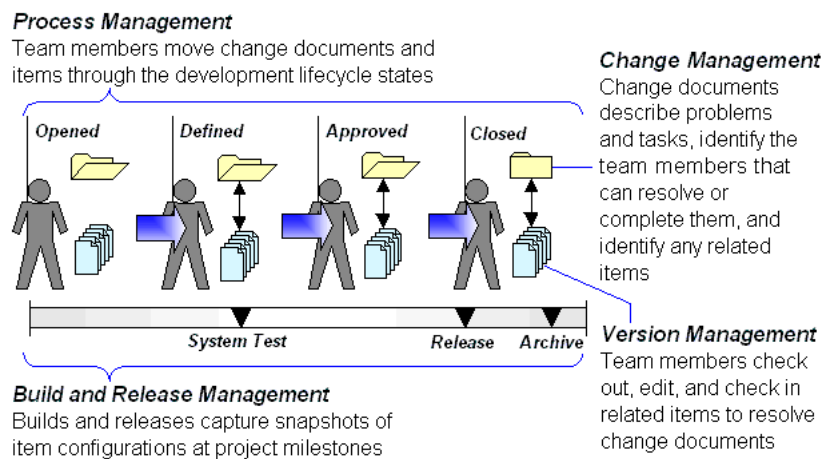 Process Management
Team members move change documents and
items through the development lifecycle states
Change Management
Change documents
describe problems
and tasks, identify the
team members that
can resolve or
complete them, and
identify any related
items
Opened
Defined
Approved
Closed
System Test
Release
Archive
Version Management
Team members check
out, edit, and check in
related items to resolve
change documents
Build and Release Management
Builds and releases capture snapshots of
item configurations at project milestones